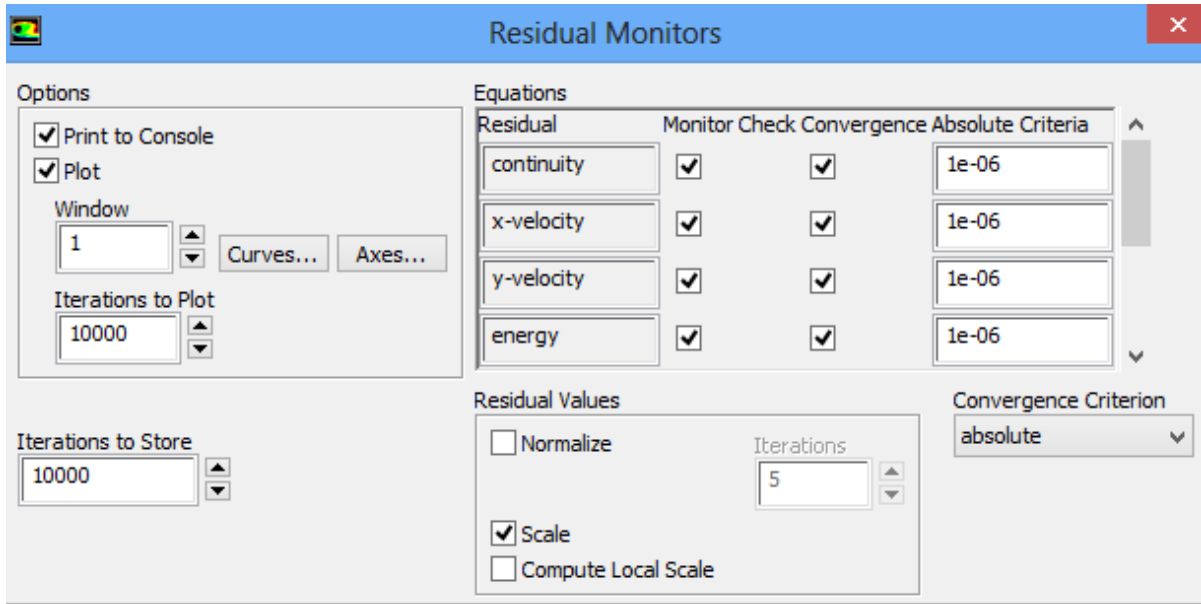 Residual Monitors
Options
Print to Console
Plot
Window
1
Curves...
Axes...
Iterations to Plot
10000
Iterations to Store
10000
Equations
Residual Monitor Check Convergence Absolute Criteria
continuity 1e-06
x-velocity 1e-06
y-velocity 1e-06
energy 1e-06
Residual Values
Normalize
Iterations
5
Scale
Compute Local Scale
Convergence Criterion
absolute